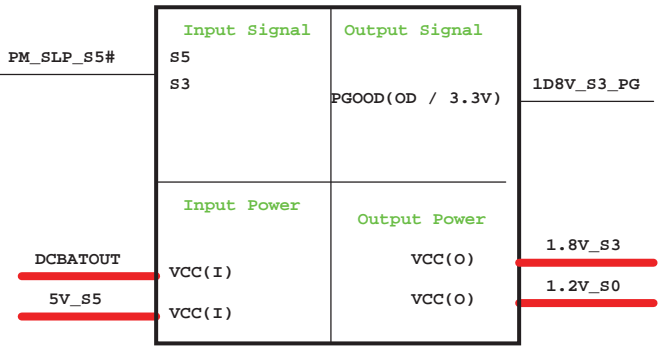 Input Signal Output Signal
PM_SLP_S5# S5
S3 1D8V_S3_PG
PGOOD(OD / 3.3V)
Input Power
Output Power
DCBATOUT VCC(I) VCC(O) 1.8V_S3
5V_S5 VCC(I) VCC(O) 1.2V_S0